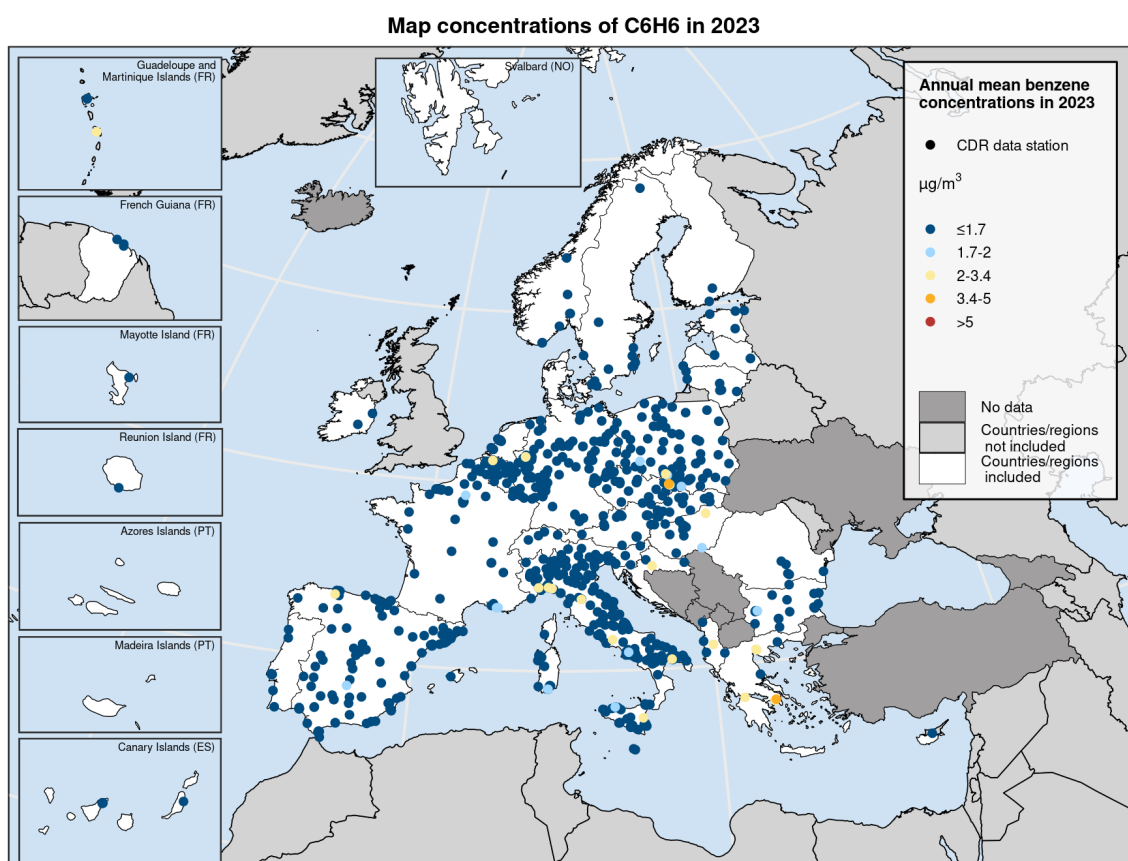 Map concentrations of C6H6 in 2023
Guadeloupe and
Martinique Islands (FR)
Svalbard (NO)
French Guiana (FR)
Mayotte Island (FR)
Reunion Island (FR)
Azores Islands (PT)
Madeira Islands (PT)
Canary Islands (ES)
Annual mean benzene
concentrations in 2023
CDR data station
µg/m³
≤1.7
1.7-2
2-3.4
3.4-5
>5
No data
Countries/regions
not included
Countries/regions
included